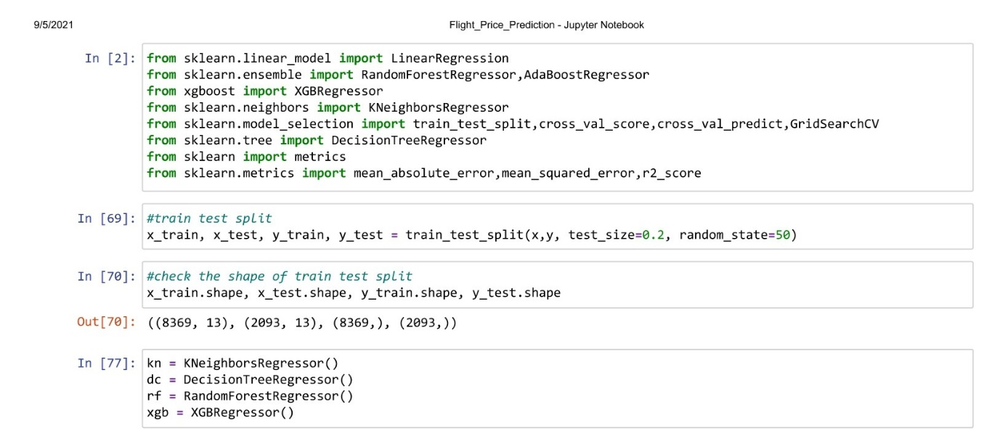 9/5/2021 Flight_Price_Prediction - Jupyter Notebook
In [2]: from sklearn.linear_model import LinearRegression
from sklearn.ensemble import RandomForestRegressor,AdaBoostRegressor
from xgboost import XGBRegressor
from sklearn.neighbors import KNeighborsRegressor
from sklearn.model_selection import train_test_split,cross_val_score,cross_val_predict,GridSearchCV
from sklearn.tree import DecisionTreeRegressor
from sklearn import metrics
from sklearn.metrics import mean_absolute_error,mean_squared_error,r2_score
In [69]: #train test split
x_train, x_test, y_train, y_test = train_test_split(x,y, test_size=0.2, random_state=50)
In [70]: #check the shape of train test split
x_train.shape, x_test.shape, y_train.shape, y_test.shape
Out[70]: ((8369, 13), (2093, 13), (8369,), (2093,))
In [77]: kn = KNeighborsRegressor()
dc = DecisionTreeRegressor()
rf = RandomForestRegressor()
xgb = XGBRegressor()